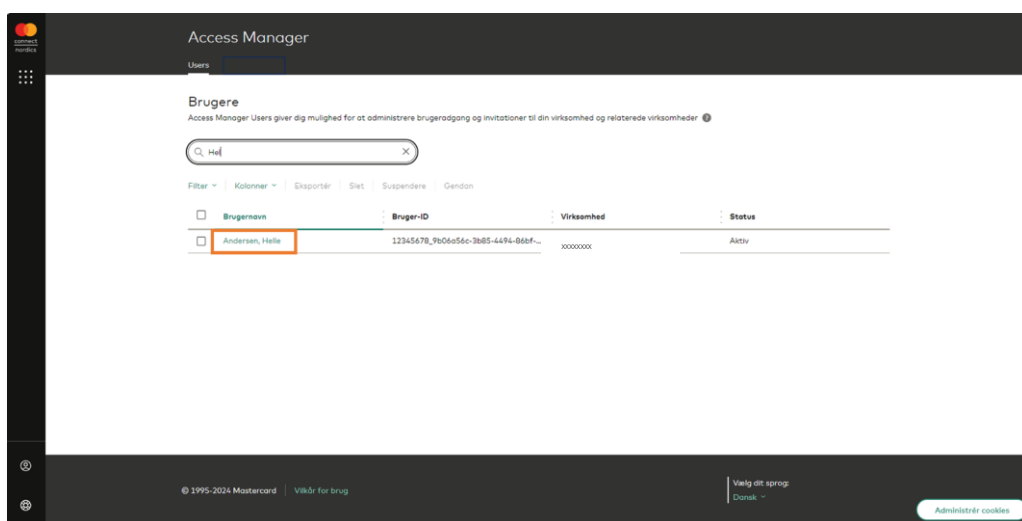 connect
nordics
Access Manager
Users
Brugere
Access Manager Users giver dig mulighed for at administrere brugeradgang og invitationer til din virksomhed og relaterede virksomheder ?
Hel
Filter Kolonner Eksportér Slet Suspendere Gendan
Brugernavn Bruger-ID Virksomhed Status
Andersen, Helle 12345678_9b06a56c-3b85-4494-86bf-... xxxxxxxx Aktiv
© 1995-2024 Mastercard Vilkår for brug
Vælg dit sprog:
Dansk
Administrér cookies